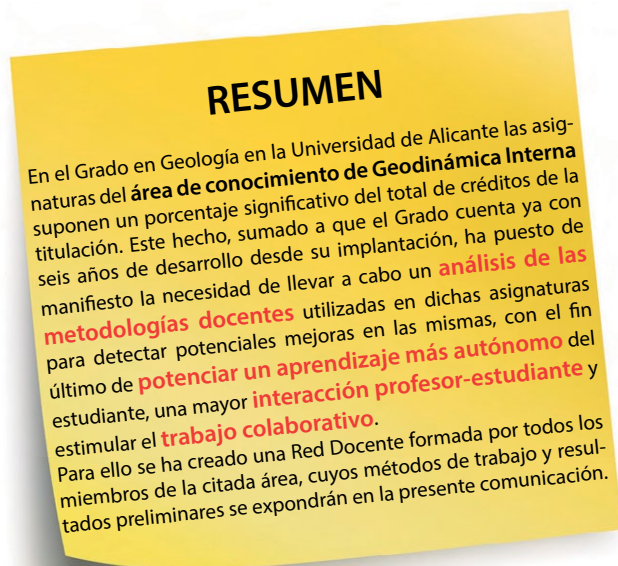 RESUMEN
En el Grado en Geología en la Universidad de Alicante las asig-
naturas del área de conocimiento de Geodinámica Interna
suponen un porcentaje significativo del total de créditos de la
titulación. Este hecho, sumado a que el Grado cuenta ya con
seis años de desarrollo desde su implantación, ha puesto de
manifiesto la necesidad de llevar a cabo un análisis de las
metodologías docentes utilizadas en dichas asignaturas
para detectar potenciales mejoras en las mismas, con el fin
último de potenciar un aprendizaje más autónomo del
estudiante, una mayor interacción profesor-estudiante y
estimular el trabajo colaborativo.
Para ello se ha creado una Red Docente formada por todos los
miembros de la citada área, cuyos métodos de trabajo y resul-
tados preliminares se expondrán en la presente comunicación.